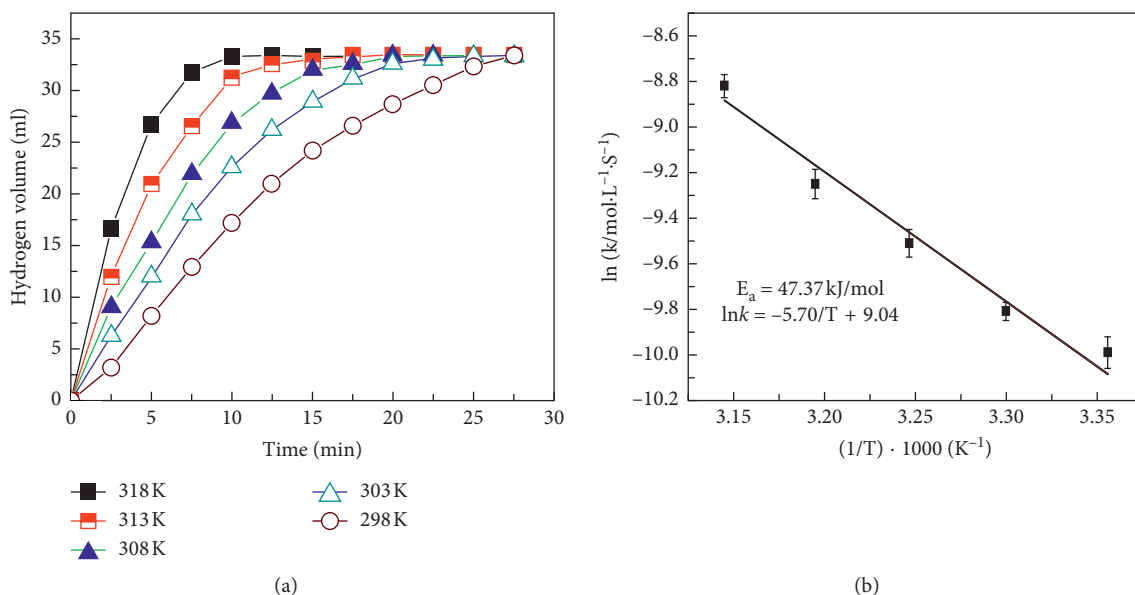 35
30
25
20
15
10
5
0
Hydrogen volume (ml)
0 5 10 15 20 25 30
Time (min)
318 K
313 K
308 K
303 K
298 K
(a)
–8.6
–8.8
–9.0
–9.2
–9.4
–9.6
–9.8
–10.0
–10.2
ln (k/mol·L⁻¹·S⁻¹)
Eₐ = 47.37 kJ/mol
lnk = –5.70/T + 9.04
3.15 3.20 3.25 3.30 3.35
(1/T) · 1000 (K⁻¹)
(b)